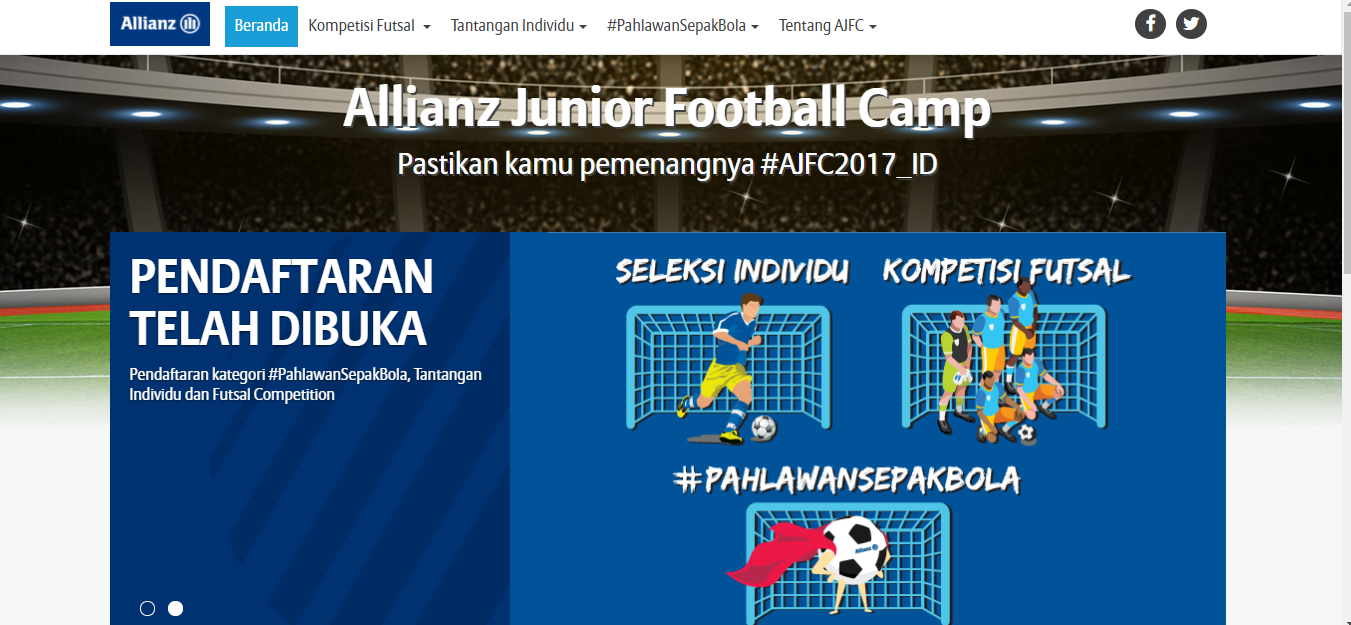 Allianz
Beranda
Kompetisi Futsal
Tantangan Individu
#PahlawanSepakBola
Tentang AJFC
Allianz Junior Football Camp
Pastikan kamu pemenangnya #AJFC2017_ID
PENDAFTARAN
TELAH DIBUKA
Pendaftaran kategori #PahlawanSepakBola, Tantangan
Individu dan Futsal Competition
SELEKSI INDIVIDU
KOMPETISI FUTSAL
#PAHLAWANSEPAKBOLA
Allianz